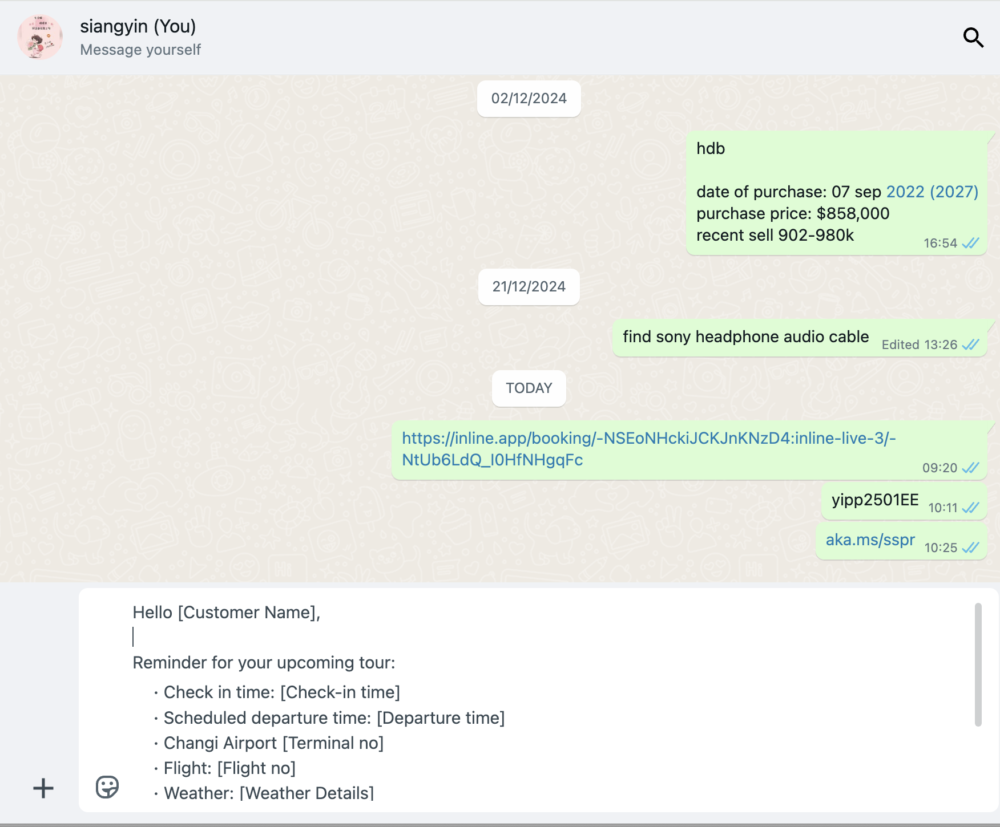 siangyin (You)
Message yourself
02/12/2024
hdb
date of purchase: 07 sep 2022 (2027)
purchase price: $858,000
recent sell 902-980k
16:54
21/12/2024
find sony headphone audio cable
Edited 13:26
TODAY
https://inline.app/booking/-NSEoNHckiJCKJnKNzD4:inline-live-3/-
NtUb6LdQ_I0HfNHgqFc
09:20
yipp2501EE
10:11
aka.ms/sspr
10:25
Hello [Customer Name],
Reminder for your upcoming tour:
• Check in time: [Check-in time]
• Scheduled departure time: [Departure time]
• Changi Airport [Terminal no]
• Flight: [Flight no]
• Weather: [Weather Details]